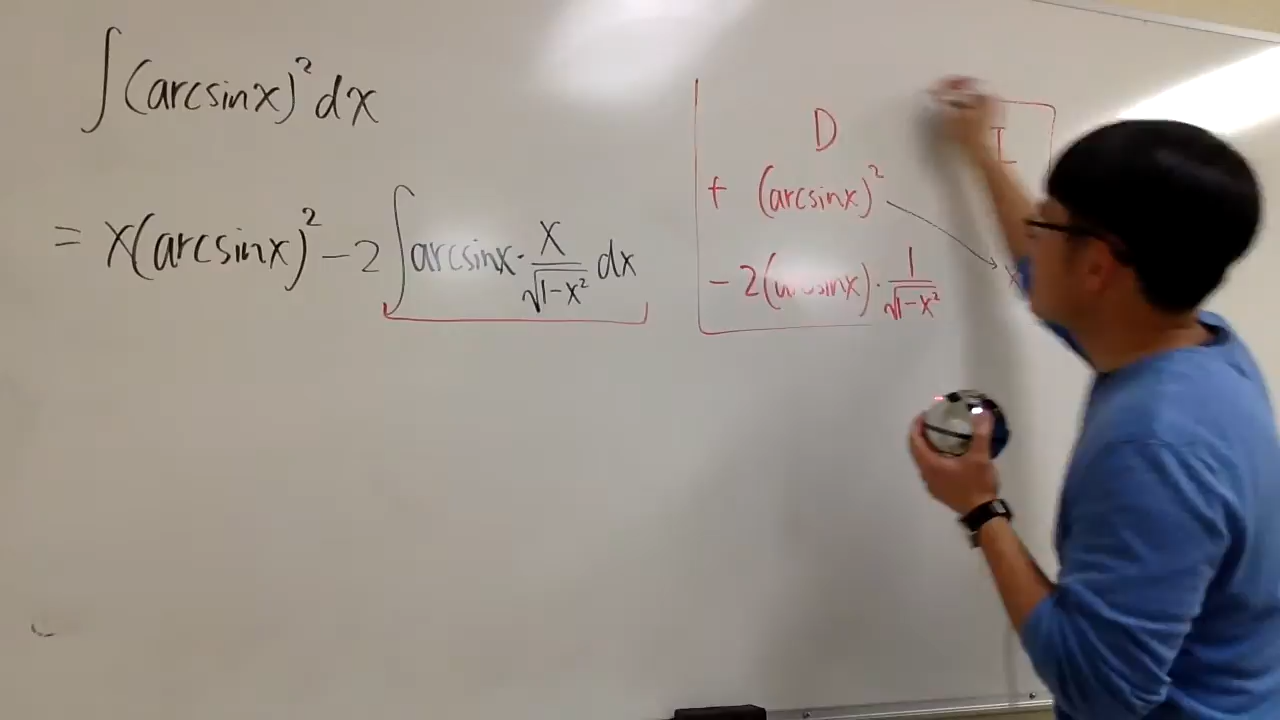 ∫(arcsinx)² dx
= x(arcsinx)² - 2 ∫ arcsinx · x/√(1-x²) dx
D I
+ (arcsinx)²
- 2(arcsinx) · 1/√(1-x²) x